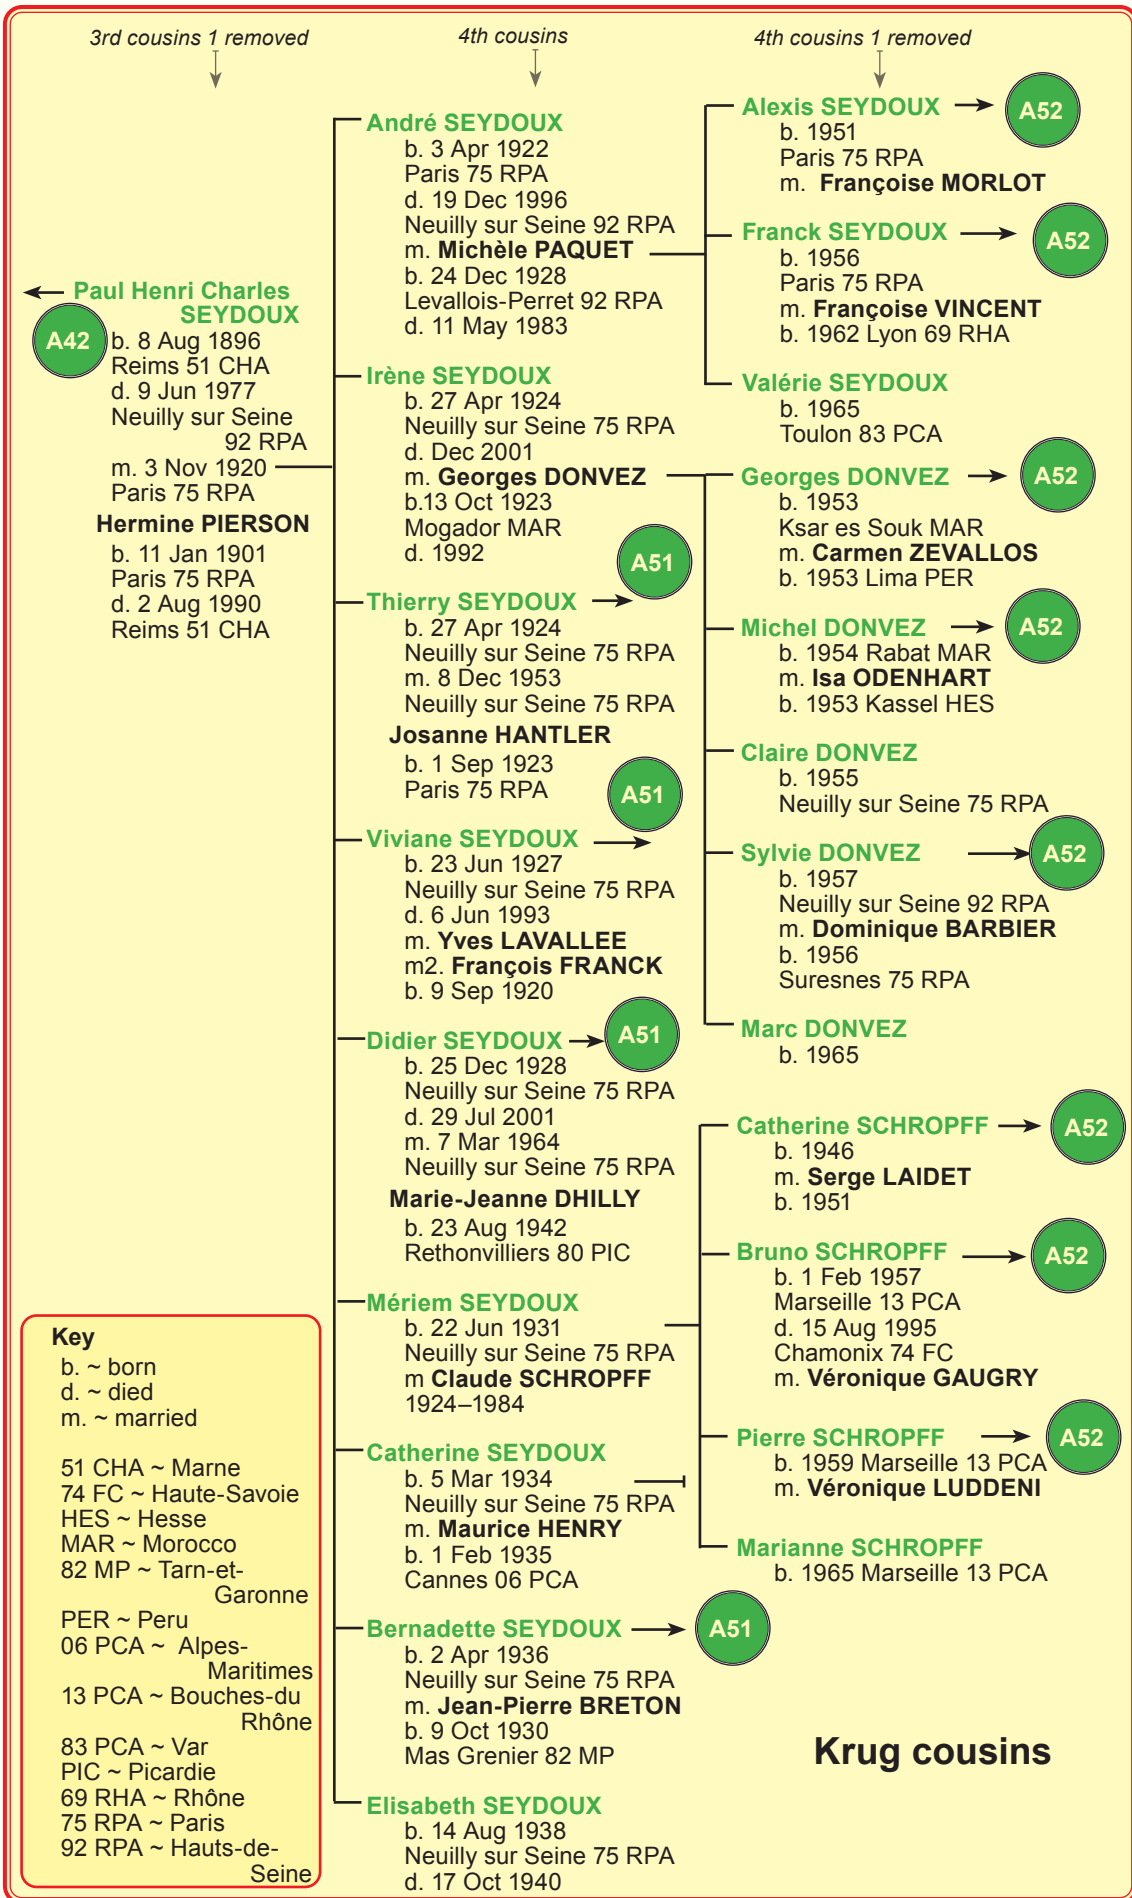 3rd cousins 1 removed
4th cousins
4th cousins 1 removed
Paul Henri Charles
SEYDOUX
A42
b. 8 Aug 1896
Reims 51 CHA
d. 9 Jun 1977
Neuilly sur Seine
92 RPA
m. 3 Nov 1920
Paris 75 RPA
Hermine PIERSON
b. 11 Jan 1901
Paris 75 RPA
d. 2 Aug 1990
Reims 51 CHA
André SEYDOUX
b. 3 Apr 1922
Paris 75 RPA
d. 19 Dec 1996
Neuilly sur Seine 92 RPA
m. Michèle PAQUET
b. 24 Dec 1928
Levallois-Perret 92 RPA
d. 11 May 1983
Irène SEYDOUX
b. 27 Apr 1924
Neuilly sur Seine 75 RPA
d. Dec 2001
m. Georges DONVEZ
b.13 Oct 1923
Mogador MAR
d. 1992
A51
Thierry SEYDOUX
b. 27 Apr 1924
Neuilly sur Seine 75 RPA
m. 8 Dec 1953
Neuilly sur Seine 75 RPA
Josanne HANTLER
b. 1 Sep 1923
Paris 75 RPA
A51
Viviane SEYDOUX
b. 23 Jun 1927
Neuilly sur Seine 75 RPA
d. 6 Jun 1993
m. Yves LAVALLEE
m2. François FRANCK
b. 9 Sep 1920
Didier SEYDOUX
A51
b. 25 Dec 1928
Neuilly sur Seine 75 RPA
d. 29 Jul 2001
m. 7 Mar 1964
Neuilly sur Seine 75 RPA
Marie-Jeanne DHILLY
b. 23 Aug 1942
Rethonvilliers 80 PIC
Mériem SEYDOUX
b. 22 Jun 1931
Neuilly sur Seine 75 RPA
m Claude SCHROPFF
1924–1984
Catherine SEYDOUX
b. 5 Mar 1934
Neuilly sur Seine 75 RPA
m. Maurice HENRY
b. 1 Feb 1935
Cannes 06 PCA
Bernadette SEYDOUX
A51
b. 2 Apr 1936
Neuilly sur Seine 75 RPA
m. Jean-Pierre BRETON
b. 9 Oct 1930
Mas Grenier 82 MP
Elisabeth SEYDOUX
b. 14 Aug 1938
Neuilly sur Seine 75 RPA
d. 17 Oct 1940
Alexis SEYDOUX
A52
b. 1951
Paris 75 RPA
m. Françoise MORLOT
Franck SEYDOUX
A52
b. 1956
Paris 75 RPA
m. Françoise VINCENT
b. 1962 Lyon 69 RHA
Valérie SEYDOUX
b. 1965
Toulon 83 PCA
Georges DONVEZ
A52
b. 1953
Ksar es Souk MAR
m. Carmen ZEVALLOS
b. 1953 Lima PER
Michel DONVEZ
A52
b. 1954 Rabat MAR
m. Isa ODENHART
b. 1953 Kassel HES
Claire DONVEZ
b. 1955
Neuilly sur Seine 75 RPA
Sylvie DONVEZ
A52
b. 1957
Neuilly sur Seine 92 RPA
m. Dominique BARBIER
b. 1956
Suresnes 75 RPA
Marc DONVEZ
b. 1965
Catherine SCHROPFF
A52
b. 1946
m. Serge LAIDET
b. 1951
Bruno SCHROPFF
A52
b. 1 Feb 1957
Marseille 13 PCA
d. 15 Aug 1995
Chamonix 74 FC
m. Véronique GAUGRY
Pierre SCHROPFF
A52
b. 1959 Marseille 13 PCA
m. Véronique LUDDENI
Marianne SCHROPFF
b. 1965 Marseille 13 PCA
Key
b. ~ born
d. ~ died
m. ~ married
51 CHA ~ Marne
74 FC ~ Haute-Savoie
HES ~ Hesse
MAR ~ Morocco
82 MP ~ Tarn-et-
Garonne
PER ~ Peru
06 PCA ~ Alpes-
Maritimes
13 PCA ~ Bouches-du
Rhône
83 PCA ~ Var
PIC ~ Picardie
69 RHA ~ Rhône
75 RPA ~ Paris
92 RPA ~ Hauts-de-
Seine
Krug cousins